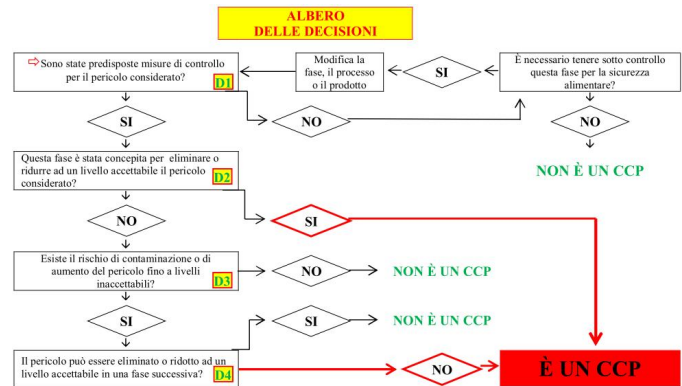 ALBERO
DELLE DECISIONI
⇨Sono state predisposte misure di controllo
per il pericolo considerato?
D1
Modifica la
fase, il processo
o il prodotto
SI
È necessario tenere sotto controllo
questa fase per la sicurezza
alimentare?
SI
NO
NO
NON È UN CCP
Questa fase è stata concepita per eliminare o
ridurre ad un livello accettabile il pericolo
considerato?
D2
NO
SI
Esiste il rischio di contaminazione o di
aumento del pericolo fino a livelli
inaccettabili?
D3
NO
NON È UN CCP
SI
SI
NON È UN CCP
Il pericolo può essere eliminato o ridotto ad un
livello accettabile in una fase successiva?
D4
NO
È UN CCP